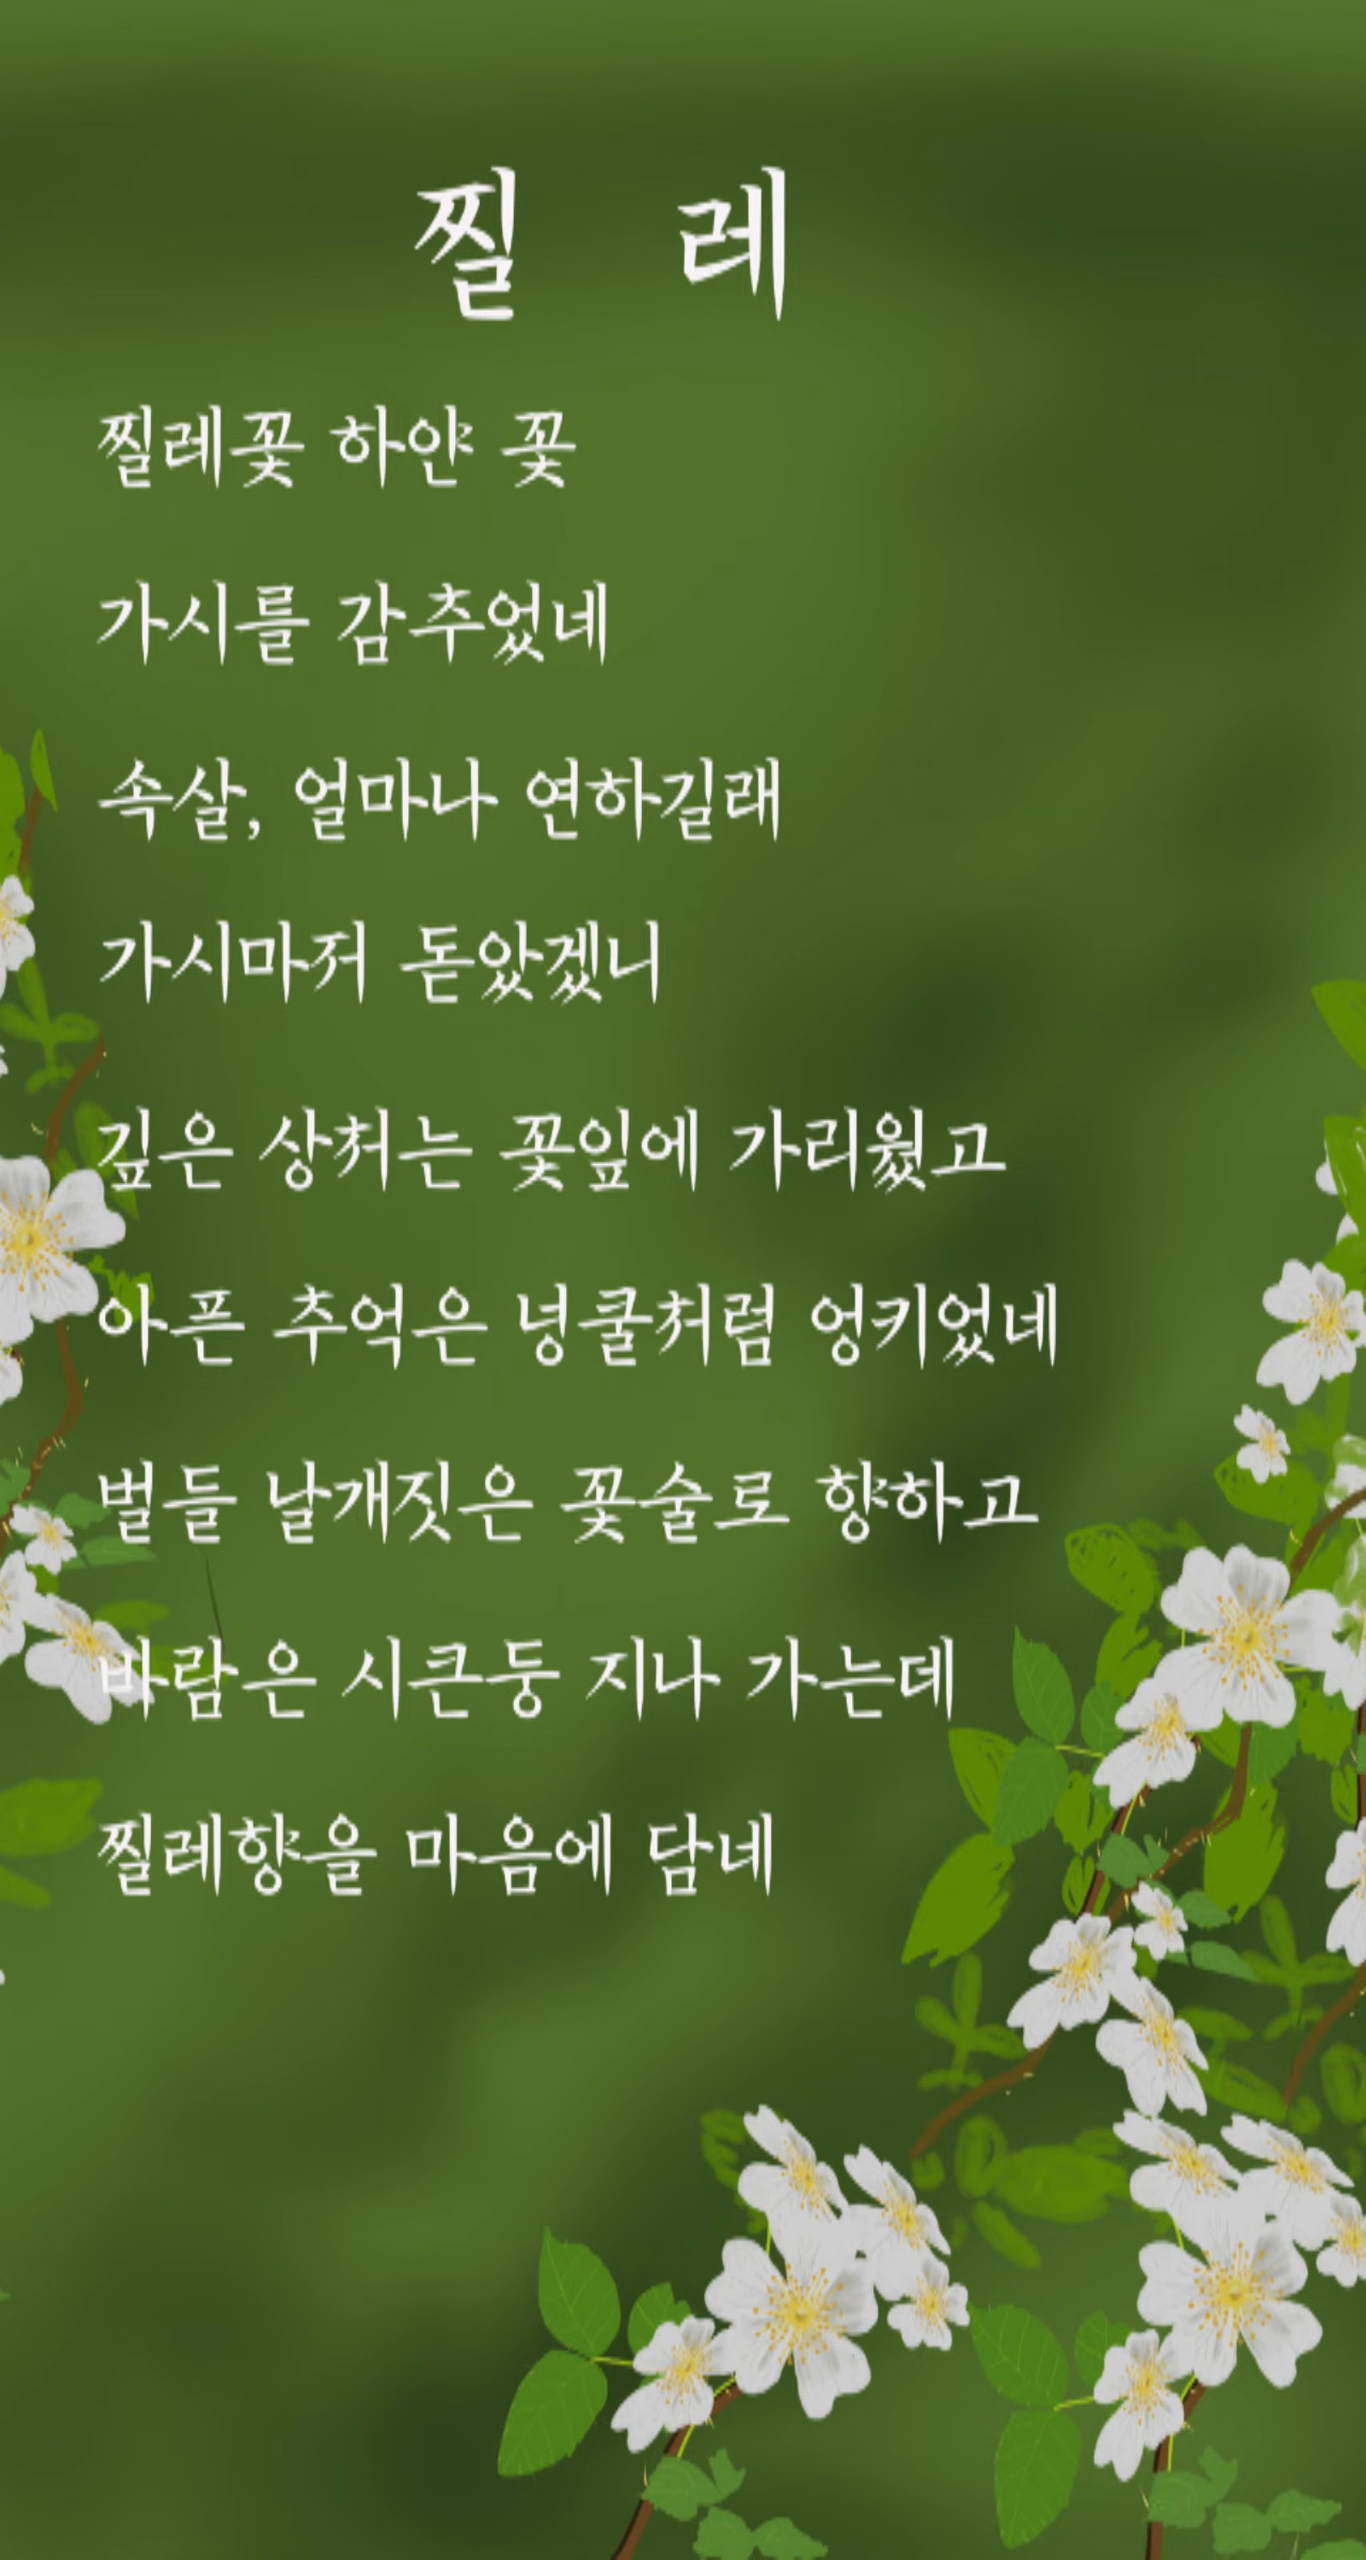 찔 레
찔레꽃 하얀 꽃
가시를 감추었네
속살, 얼마나 연하길래
가시마저 돋았겠니
깊은 상처는 꽃잎에 가리웠고
아픈 추억은 넝쿨처럼 엉키었네
벌들 날개짓은 꽃술로 향하고
바람은 시큰둥 지나 가는데
찔레향을 마음에 담네